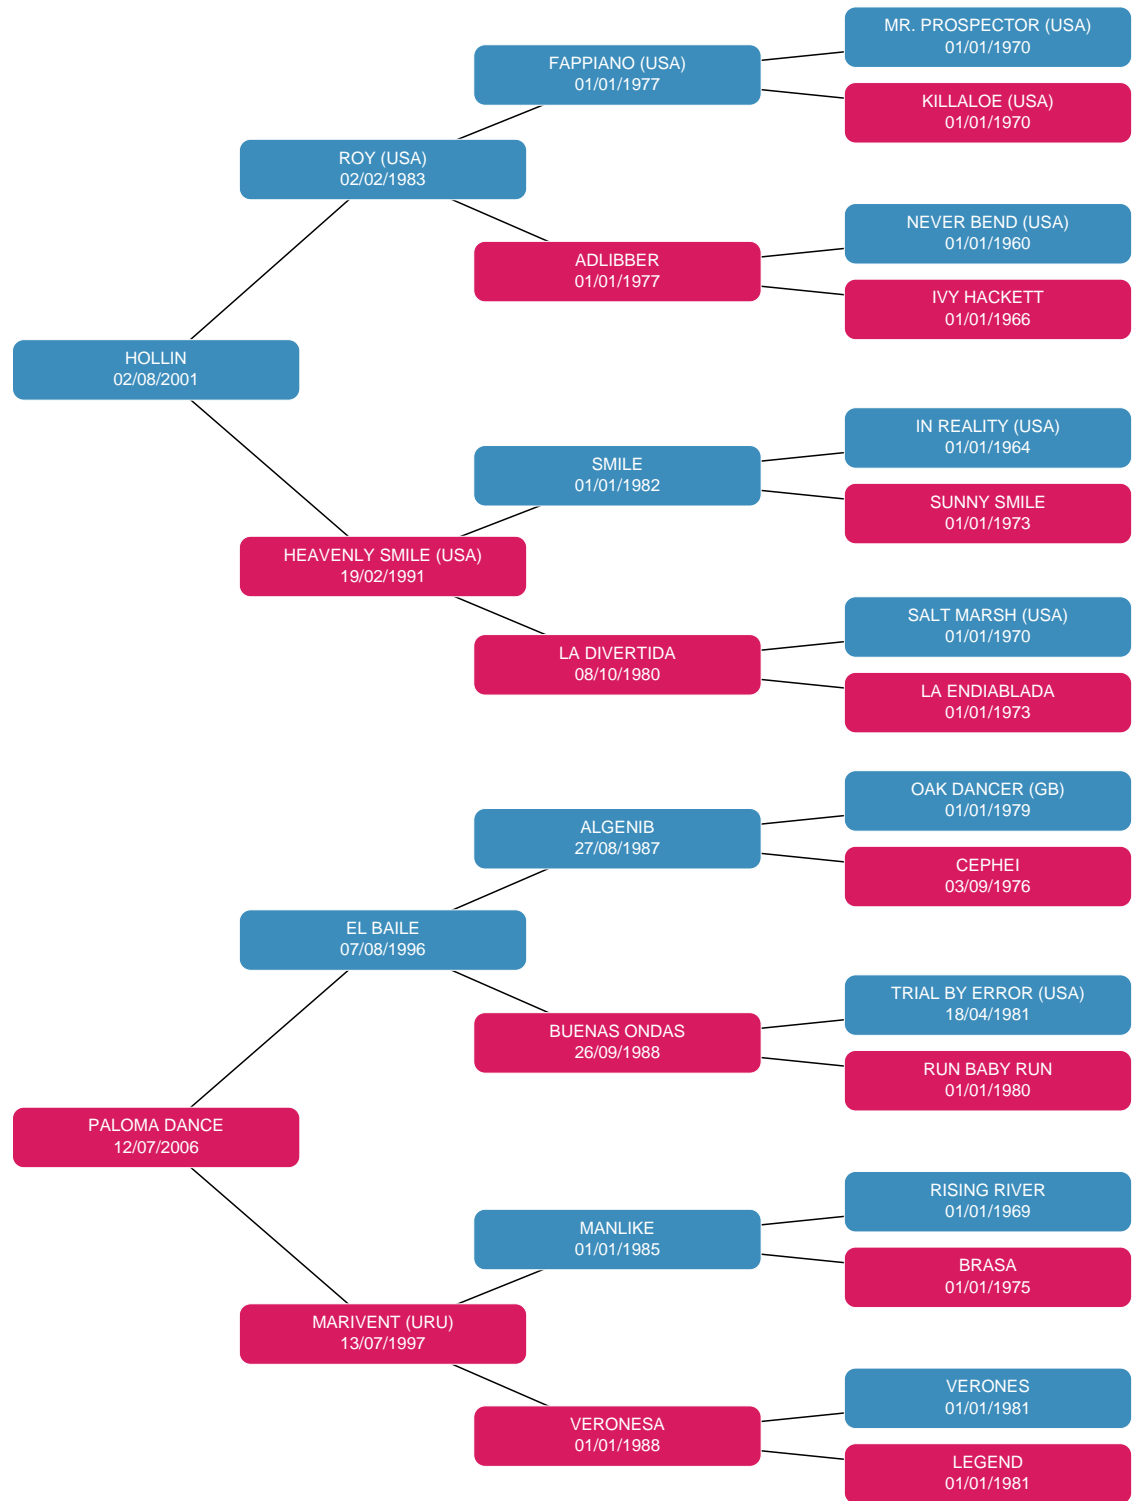 MR. PROSPECTOR (USA)
01/01/1970
FAPPIANO (USA)
01/01/1977
KILLALOE (USA)
01/01/1970
ROY (USA)
02/02/1983
NEVER BEND (USA)
01/01/1960
ADLIBBER
01/01/1977
IVY HACKETT
01/01/1966
HOLLIN
02/08/2001
IN REALITY (USA)
01/01/1964
SMILE
01/01/1982
SUNNY SMILE
01/01/1973
HEAVENLY SMILE (USA)
19/02/1991
SALT MARSH (USA)
01/01/1970
LA DIVERTIDA
08/10/1980
LA ENDIABLADA
01/01/1973
OAK DANCER (GB)
01/01/1979
ALGENIB
27/08/1987
CEPHEI
03/09/1976
EL BAILE
07/08/1996
TRIAL BY ERROR (USA)
18/04/1981
BUENAS ONDAS
26/09/1988
RUN BABY RUN
01/01/1980
PALOMA DANCE
12/07/2006
RISING RIVER
01/01/1969
MANLIKE
01/01/1985
BRASA
01/01/1975
MARIVENT (URU)
13/07/1997
VERONES
01/01/1981
VERONESA
01/01/1988
LEGEND
01/01/1981